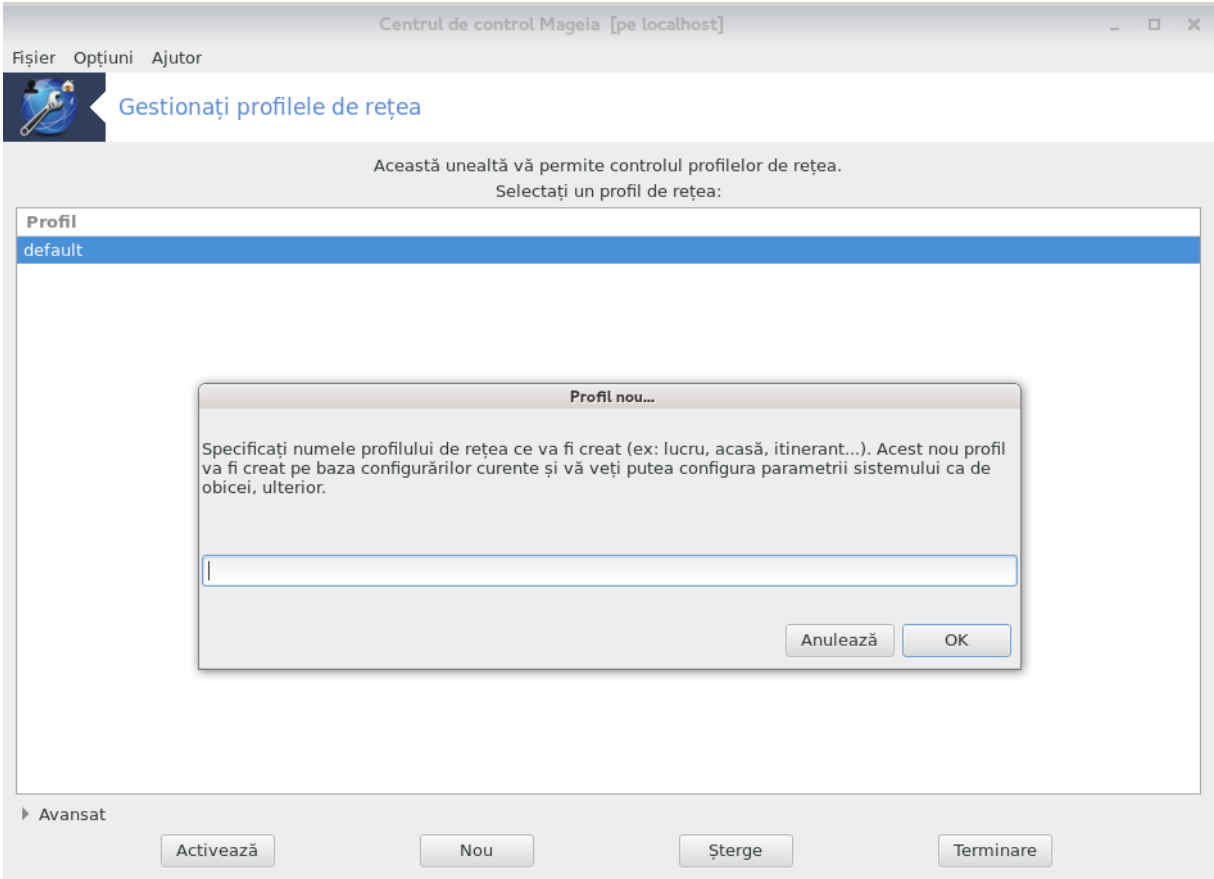 Centrul de control Mageia [pe localhost]
Fișier Opțiuni Ajutor
Gestionați profilele de rețea
Această unealtă vă permite controlul profilelor de rețea.
Selectați un profil de rețea:
Profil
default
Profil nou...
Specificați numele profilului de rețea ce va fi creat (ex: lucru, acasă, itinerant...). Acest nou profil
va fi creat pe baza configurărilor curente și vă veți putea configura parametrii sistemului ca de
obicei, ulterior.
Anulează OK
Avansat
Activează Nou Șterge Terminare